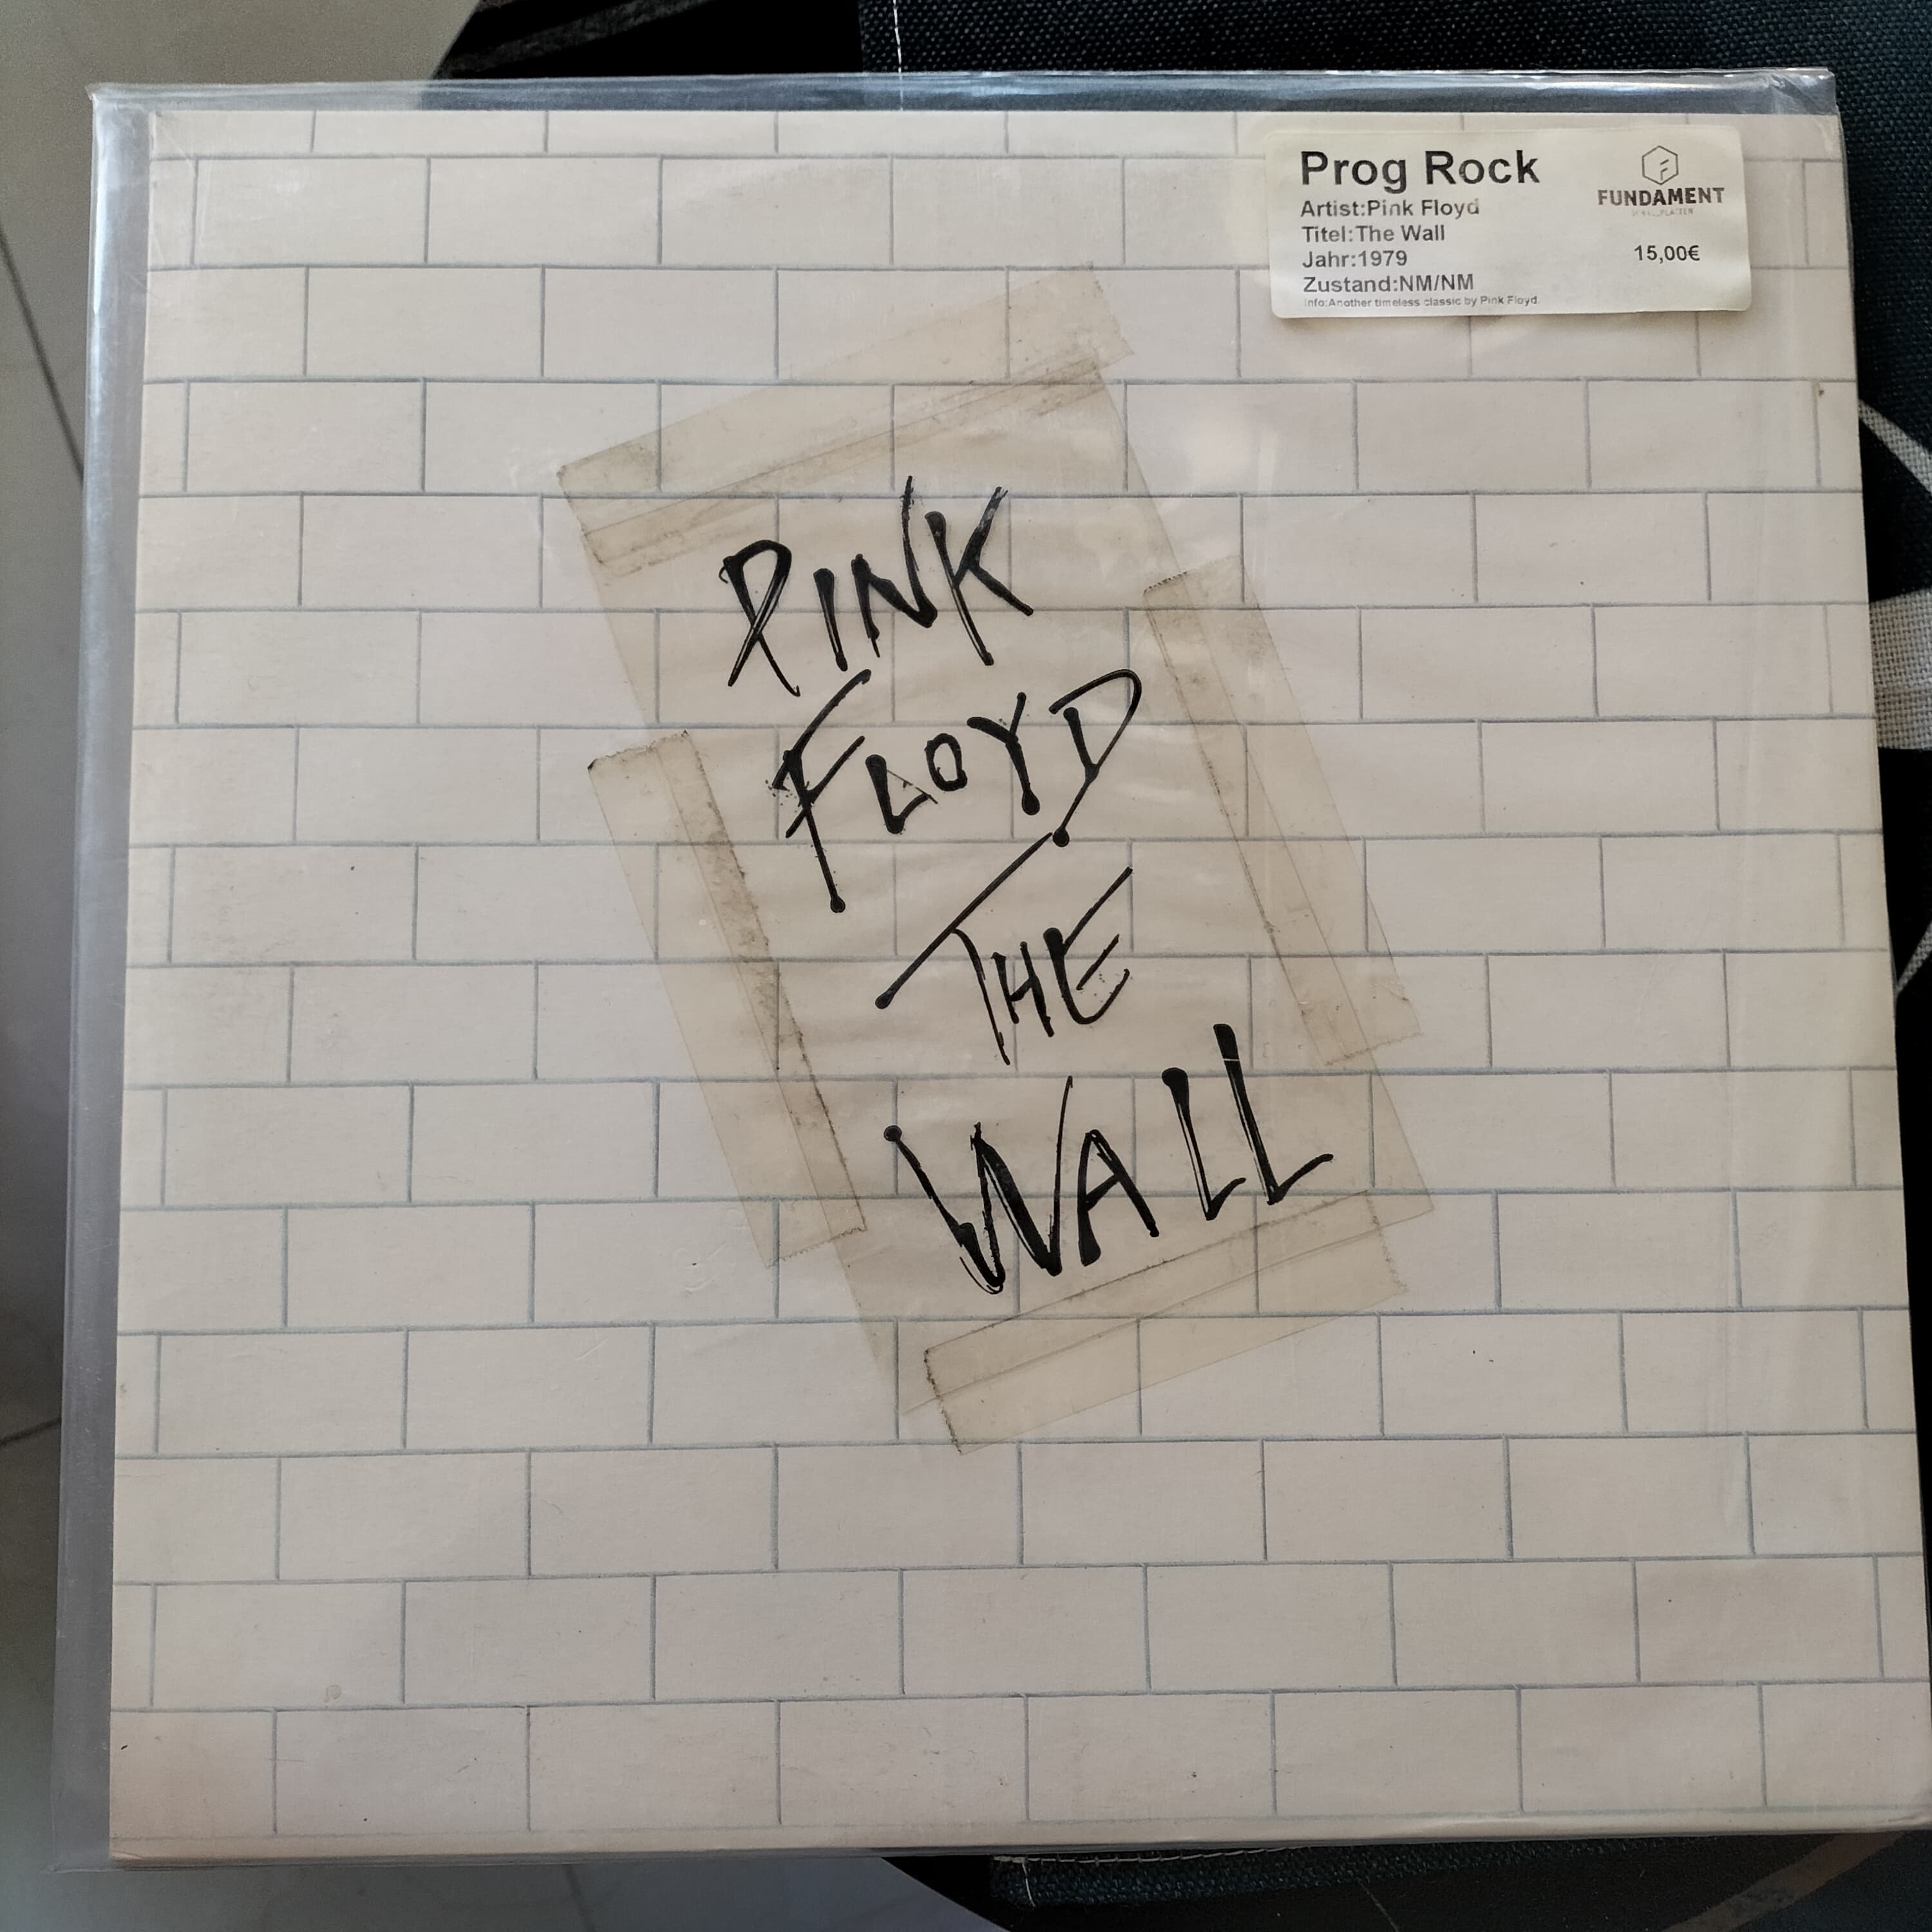 Prog Rock
FUNDAMENT
Artist:Pink Floyd
Titel:The Wall
Jahr:1979
15,00€
Zustand:NM/NM
Info:Another timeless classic by Pink Floyd
PINK
FLOYD
THE
WALL